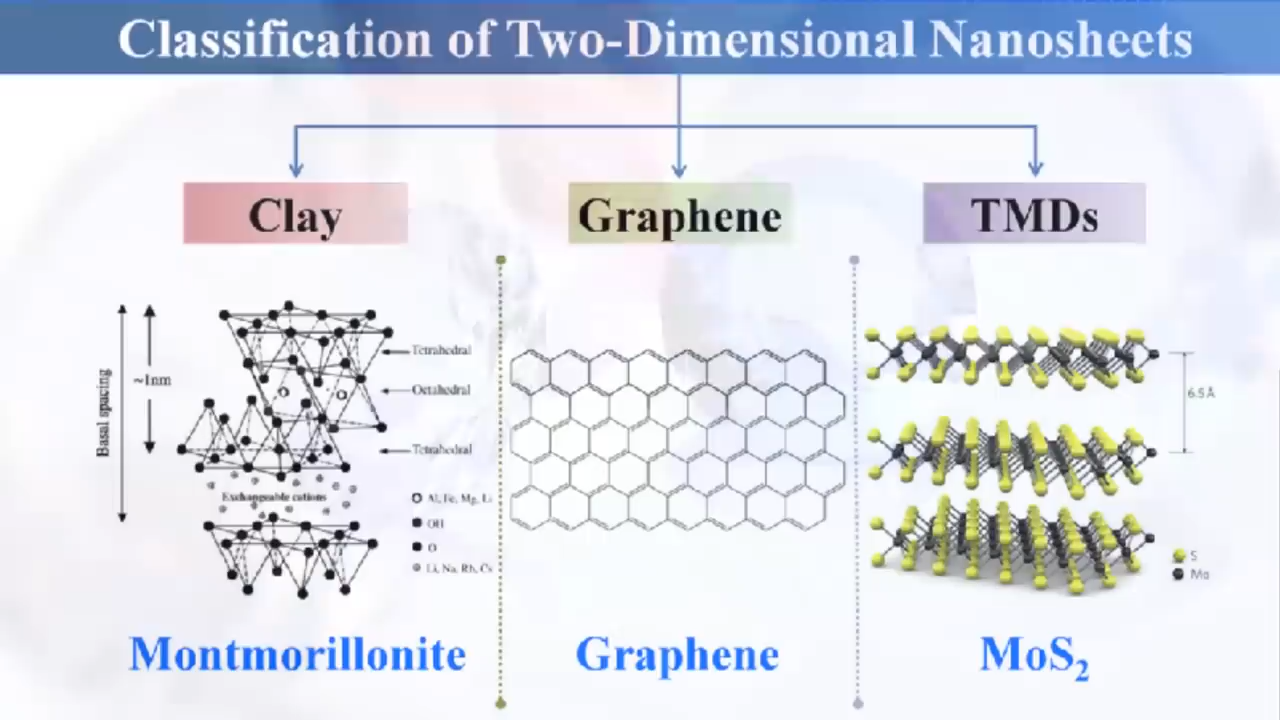 Classification of Two-Dimensional Nanosheets
Clay
Graphene
TMDs
Basal spacing
~1nm
Tetrahedral
Octahedral
Tetrahedral
Exchangeable cations
Al, Fe, Mg, Li
OH
O
Li, Na, Rb, Cs
6.5Å
S
Mo
Montmorillonite
Graphene
MoS₂